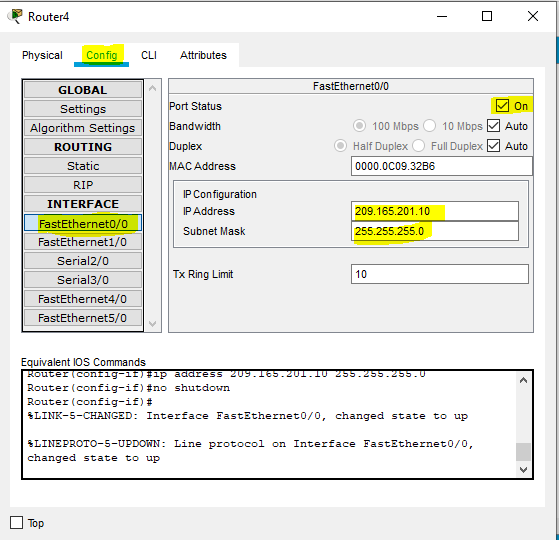 Router4
Physical Config CLI Attributes
GLOBAL
Settings
Algorithm Settings
ROUTING
Static
RIP
INTERFACE
FastEthernet0/0
FastEthernet1/0
Serial2/0
Serial3/0
FastEthernet4/0
FastEthernet5/0
FastEthernet0/0
Port Status On
Bandwidth 100 Mbps 10 Mbps Auto
Duplex Half Duplex Full Duplex Auto
MAC Address 0000.0C09.32B6
IP Configuration
IP Address 209.165.201.10
Subnet Mask 255.255.255.0
Tx Ring Limit 10
Equivalent IOS Commands
Router(config-if)#ip address 209.165.201.10 255.255.255.0
Router(config-if)#no shutdown
Router(config-if)#
%LINK-5-CHANGED: Interface FastEthernet0/0, changed state to up
%LINEPROTO-5-UPDOWN: Line protocol on Interface FastEthernet0/0,
changed state to up
Top